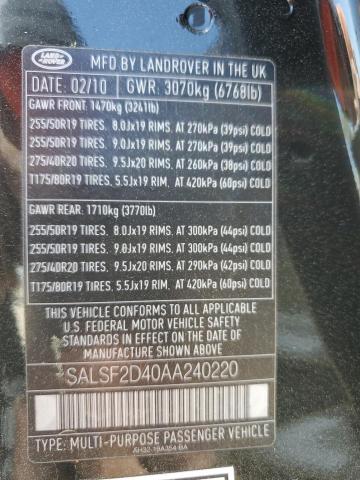 LAND ROVER
MFD BY LANDROVER IN THE UK
DATE: 02/10 GWR. 3070kg (6768lb)
GAWR FRONT: 1470kg (3241lb)
255/50R19 TIRES. 8.0Jx19 RIMS. AT 270kPa (39psi) COLD
255/50R19 TIRES. 9.0Jx19 RIMS. AT 270kPa (39psi) COLD
275/40R20 TIRES. 9.5Jx20 RIMS. AT 260kPa (38psi) COLD
T175/80R19 TIRES. 5.5Jx19 RIMS. AT 420kPa (60psi) COLD
GAWR REAR: 1710kg (3770lb)
255/50R19 TIRES. 8.0Jx19 RIMS. AT 300kPa (44psi) COLD
255/50R19 TIRES. 9.0Jx19 RIMS. AT 300kPa (44psi) COLD
275/40R20 TIRES. 9.5Jx20 RIMS. AT 290kPa (42psi) COLD
T175/80R19 TIRES. 5.5Jx19 RIMS. AT 420kPa (60psi) COLD
THIS VEHICLE CONFORMS TO ALL APPLICABLE
U.S. FEDERAL MOTOR VEHICLE SAFETY
STANDARDS IN EFFECT ON THE DATE OF
MANUFACTURE SHOWN ABOVE.
SALSF2D40AA240220
TYPE: MULTI-PURPOSE PASSENGER VEHICLE
AH32-19A354-BA